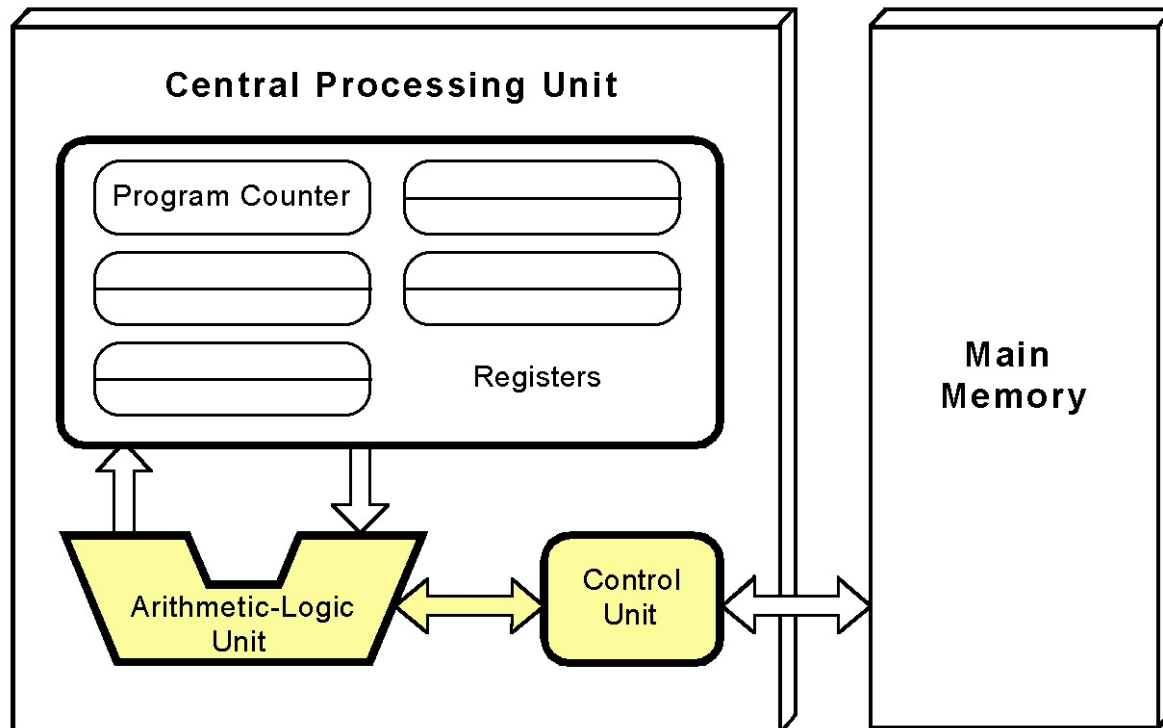 Central Processing Unit
Program Counter
Registers
Main
Memory
Arithmetic-Logic
Unit
Control
Unit